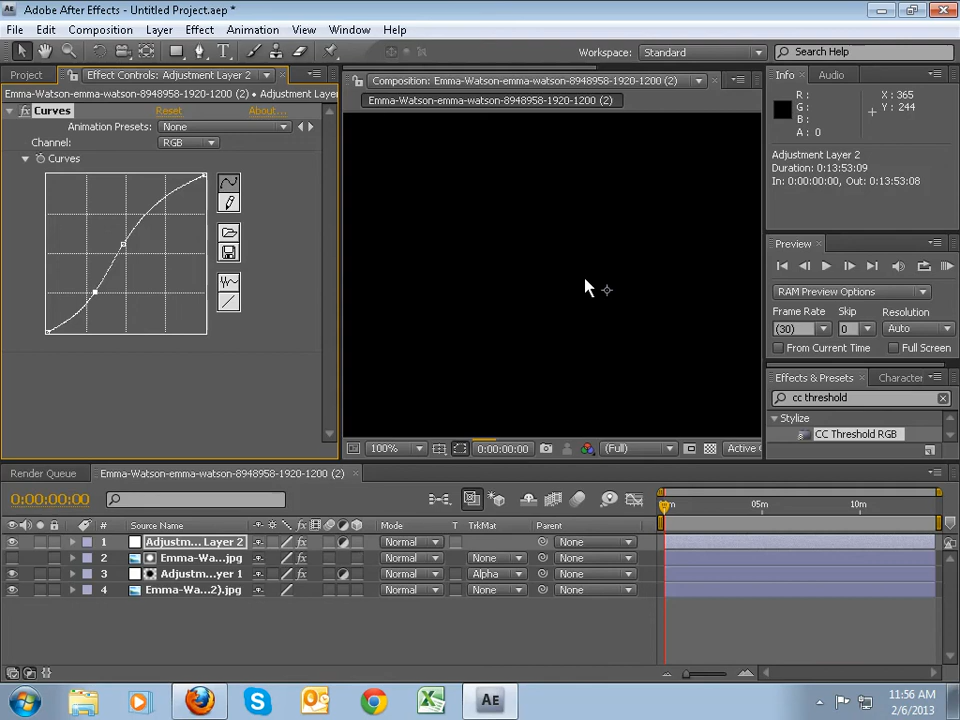 Adobe After Effects - Untitled Project.aep *
File Edit Composition Layer Effect Animation View Window Help
Workspace: Standard Search Help
Project Effect Controls: Adjustment Layer 2 Composition: Emma-Watson-emma-watson-8948958-1920-1200 (2) Info Audio
Emma-Watson-emma-watson-8948958-1920-1200 (2) • Adjustment Layer
Emma-Watson-emma-watson-8948958-1920-1200 (2)
fx Curves Reset About...
Animation Presets: None
Channel: RGB
Curves
R :
G :
B :
A : 0
X : 365
Y : 244
Adjustment Layer 2
Duration: 0:13:53:09
In: 0:00:00:00, Out: 0:13:53:08
Preview
RAM Preview Options
Frame Rate Skip Resolution
(30) 0 Auto
From Current Time Full Screen
Effects & Presets Character
cc threshold
Stylize
CC Threshold RGB
100% 0:00:00:00 (Full) Active
Render Queue Emma-Watson-emma-watson-8948958-1920-1200 (2)
0:00:00:00
05m 10m
# Source Name Mode T TrkMat Parent
1 Adjustm... Layer 2 fx Normal None
2 Emma-Wa...jpg fx Normal None None
3 Adjustm...yer 1 fx Normal Alpha None
4 Emma-Wa...2).jpg Normal None None
Ae
11:56 AM
2/6/2013